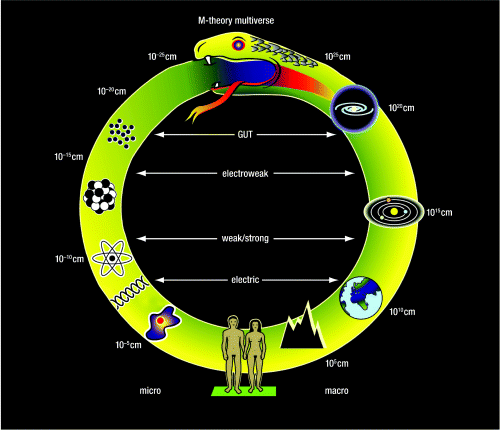 M-theory multiverse
10⁻²⁵cm
10²⁵cm
10⁻²⁰cm
10²⁰cm
GUT
10⁻¹⁵cm
electroweak
10¹⁵cm
weak/strong
10⁻¹⁰cm
electric
10¹⁰cm
10⁻⁵cm
10⁵cm
micro
macro